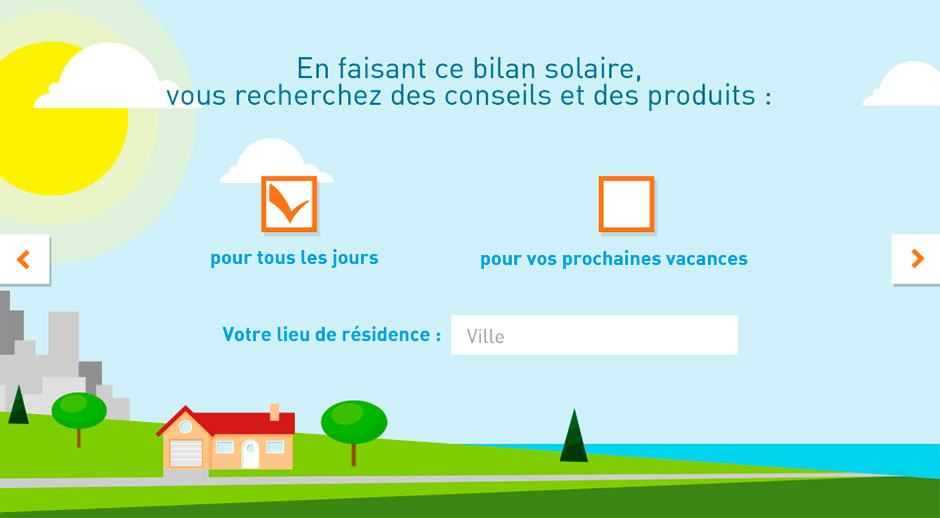 En faisant ce bilan solaire,
vous recherchez des conseils et des produits :
pour tous les jours
pour vos prochaines vacances
Votre lieu de résidence :
Ville